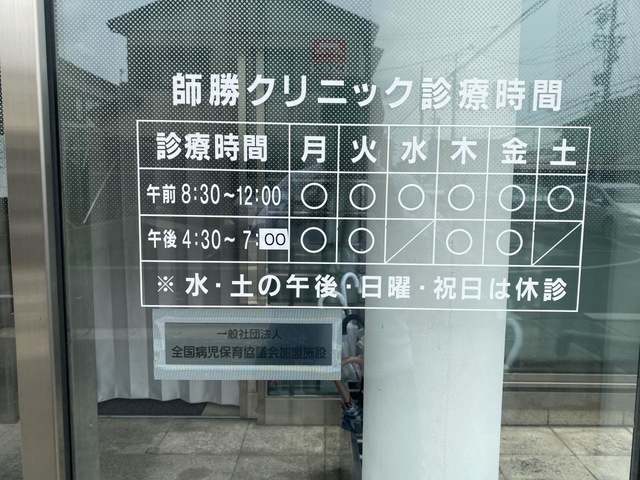 師勝クリニック診療時間
診療時間 月 火 水 木 金 土
午前 8:30~12:00 ○ ○ ○ ○ ○ ○
午後 4:30~7:00 ○ ○ ／ ○ ○ ／
※ 水・土の午後・日曜・祝日は休診
一般社団法人
全国病児保育協議会加盟施設